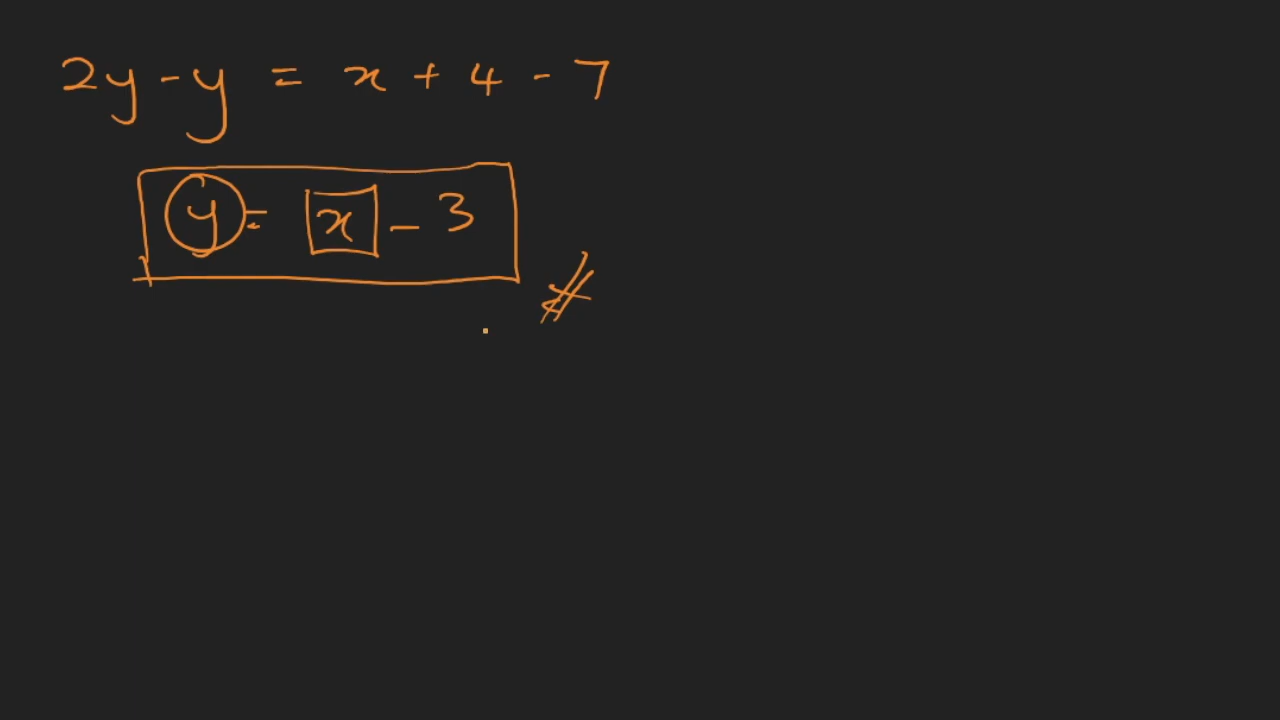 2y - y = x + 4 - 7
y = x - 3